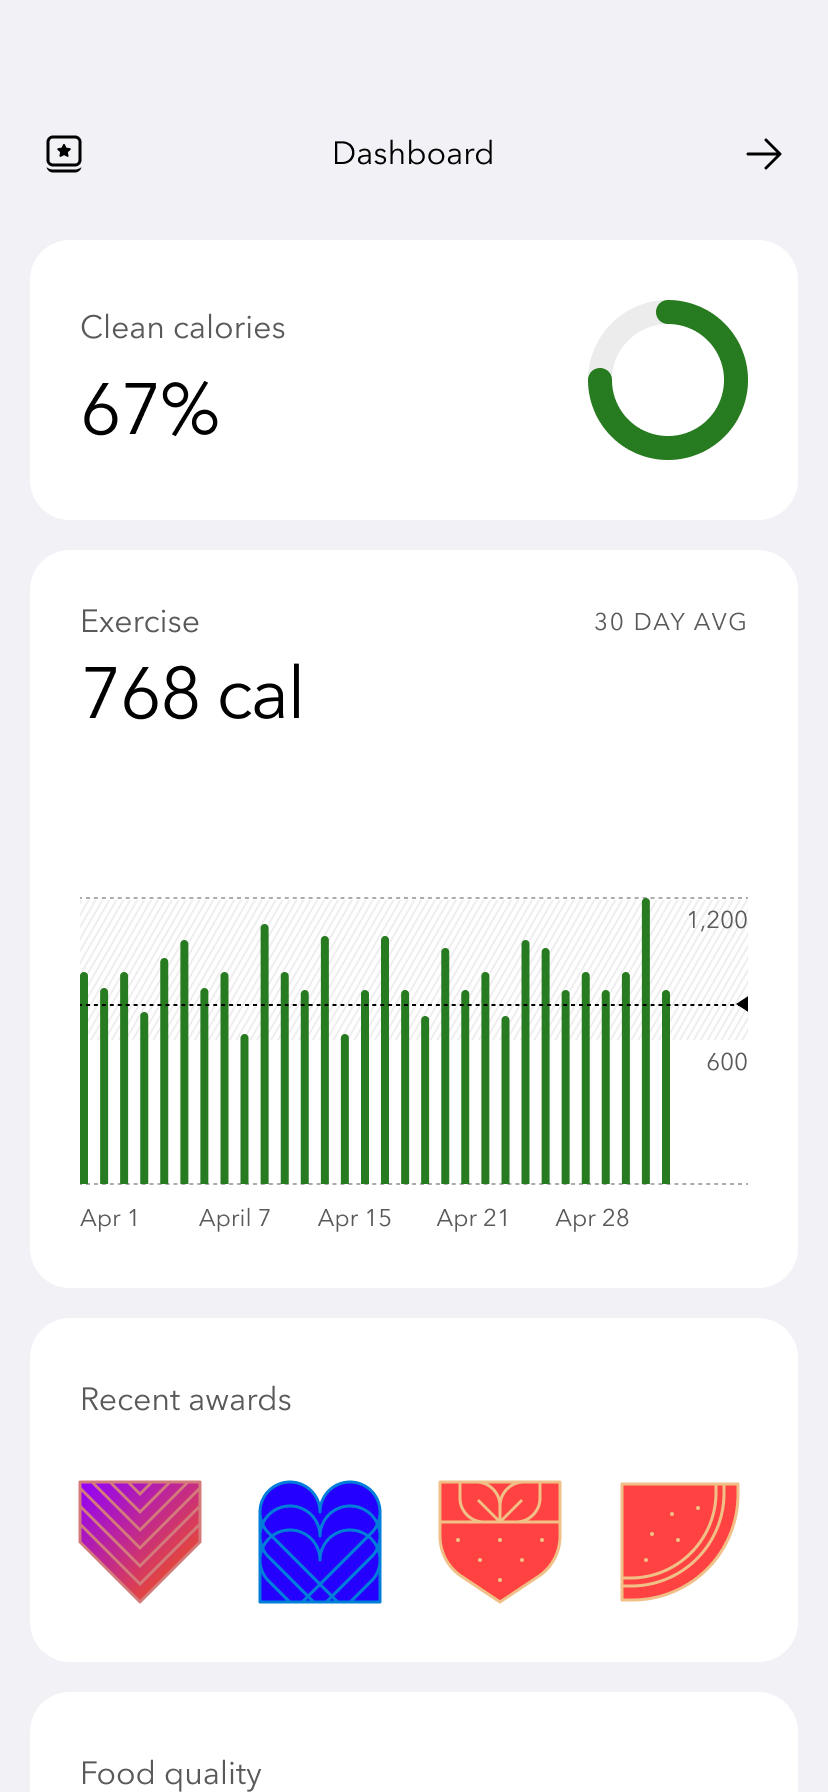 Dashboard
Clean calories
67%
Exercise
30 DAY AVG
768 cal
1,200
600
Apr 1
April 7
Apr 15
Apr 21
Apr 28
Recent awards
Food quality